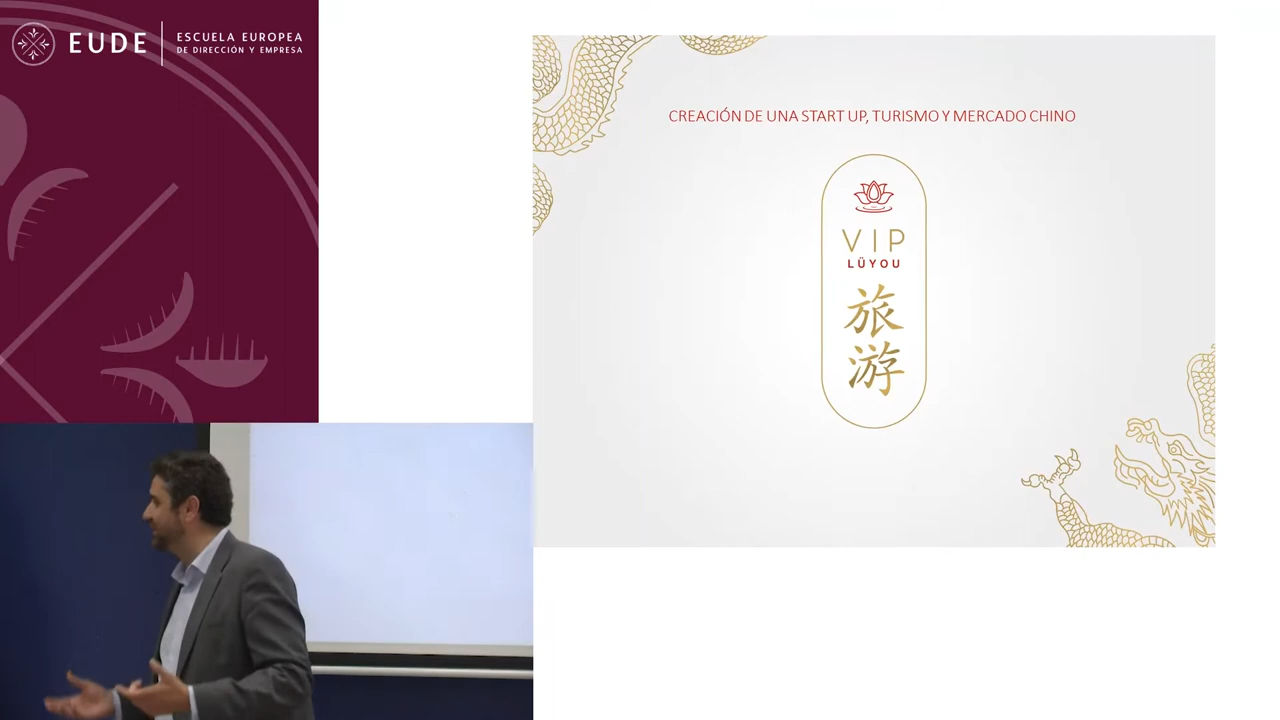 EUDE
ESCUELA EUROPEA
DE DIRECCIÓN Y EMPRESA
CREACIÓN DE UNA START UP, TURISMO Y MERCADO CHINO
VIP
LÜYOU
旅
游